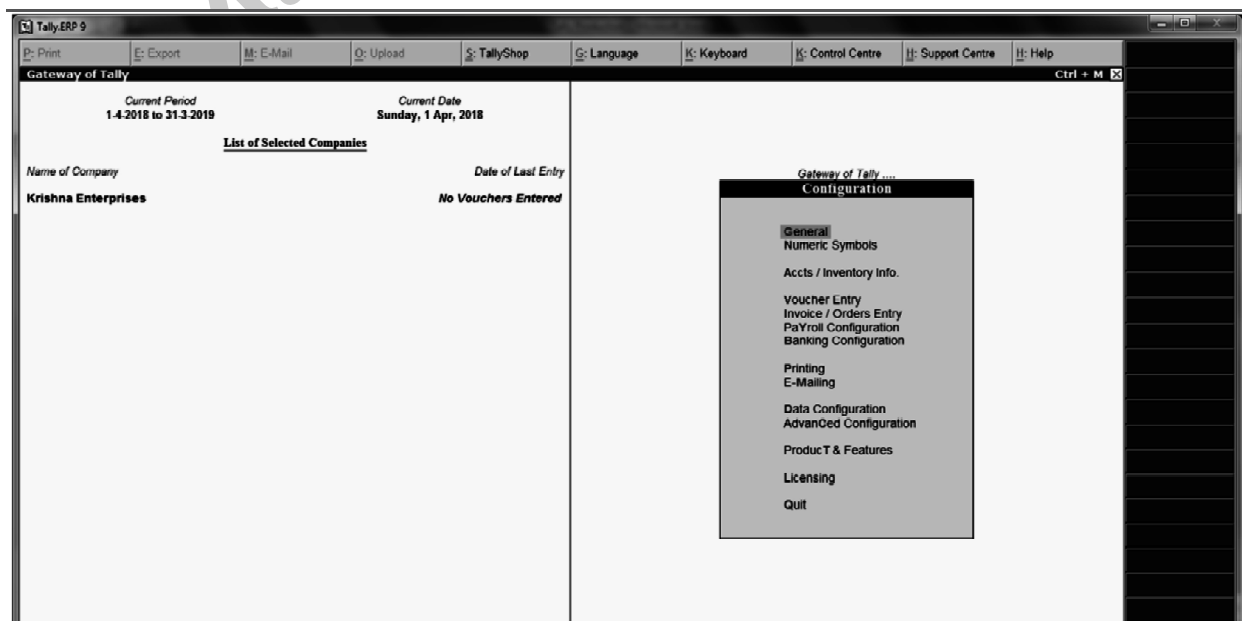 Tally.ERP 9
P: Print E: Export M: E-Mail O: Upload S: TallyShop G: Language K: Keyboard K: Control Centre H: Support Centre H: Help
Gateway of Tally Ctrl + M
Current Period Current Date
1-4-2018 to 31-3-2019 Sunday, 1 Apr, 2018
List of Selected Companies
Name of Company Date of Last Entry
Krishna Enterprises No Vouchers Entered
Gateway of Tally ....
Configuration
General
Numeric Symbols
Accts / Inventory Info.
Voucher Entry
Invoice / Orders Entry
PaYroll Configuration
Banking Configuration
Printing
E-Mailing
Data Configuration
AdvanCed Configuration
ProducT & Features
Licensing
Quit